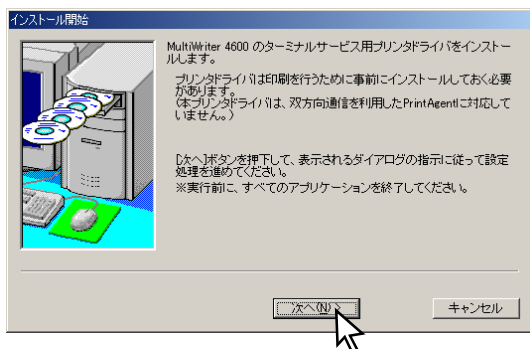 インストール開始
MultiWriter 4600 のターミナルサービス用プリンタドライバをインストー
ルします。
プリンタドライバは印刷を行うために事前にインストールしておく必要
があります。
(本プリンタドライバは、双方向通信を利用したPrintAgentに対応して
いません。)
[次へ]ボタンを押下して、表示されるダイアログの指示に従って設定
処理を進めてください。
※実行前に、すべてのアプリケーションを終了してください。
次へ(N) >
キャンセル